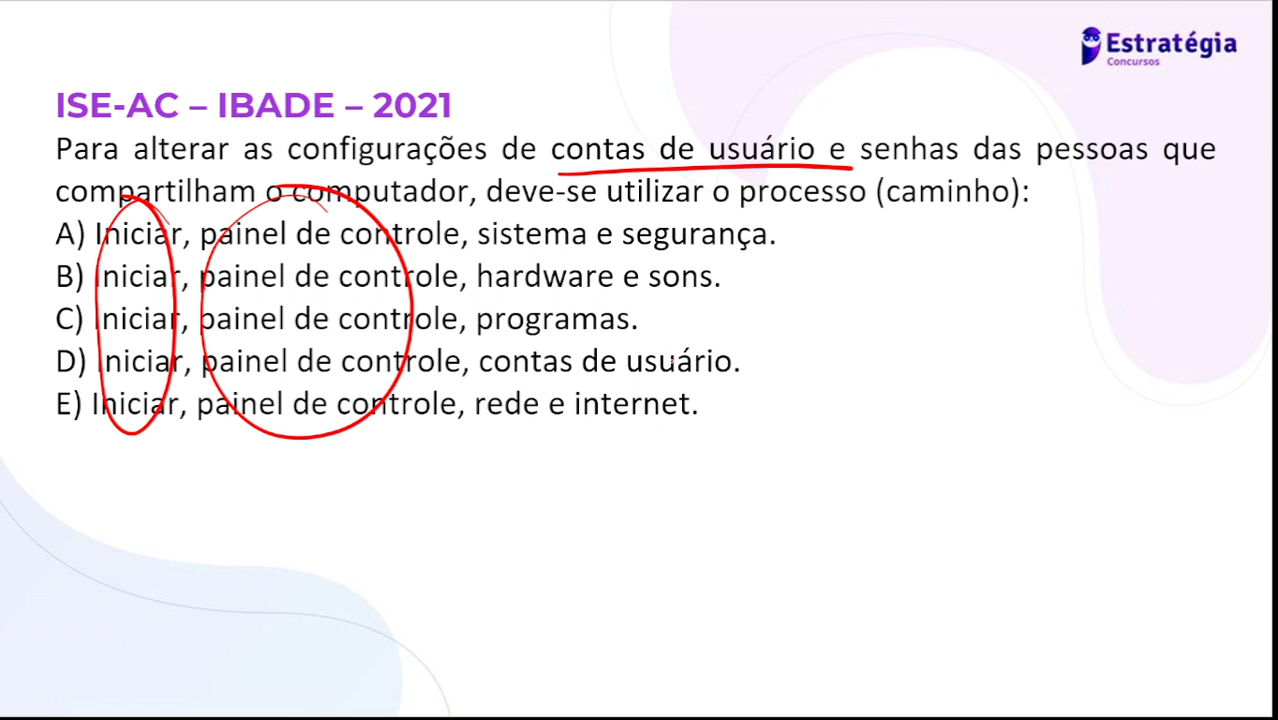 Estratégia
Concursos
ISE-AC – IBADE – 2021
Para alterar as configurações de contas de usuário e senhas das pessoas que
compartilham o computador, deve-se utilizar o processo (caminho):
A) Iniciar, painel de controle, sistema e segurança.
B) Iniciar, painel de controle, hardware e sons.
C) Iniciar, painel de controle, programas.
D) Iniciar, painel de controle, contas de usuário.
E) Iniciar, painel de controle, rede e internet.